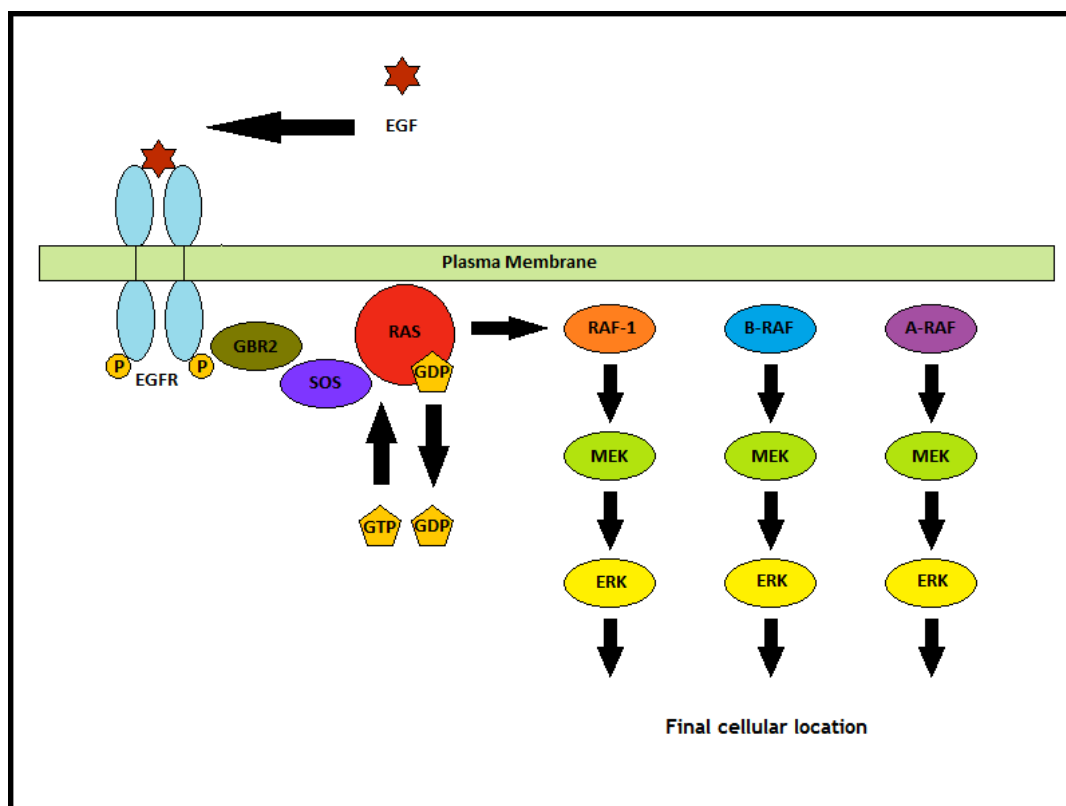 EGF
Plasma Membrane
P
P
EGFR
GBR2
SOS
RAS
GDP
GTP
GDP
RAF-1
B-RAF
A-RAF
MEK
MEK
MEK
ERK
ERK
ERK
Final cellular location